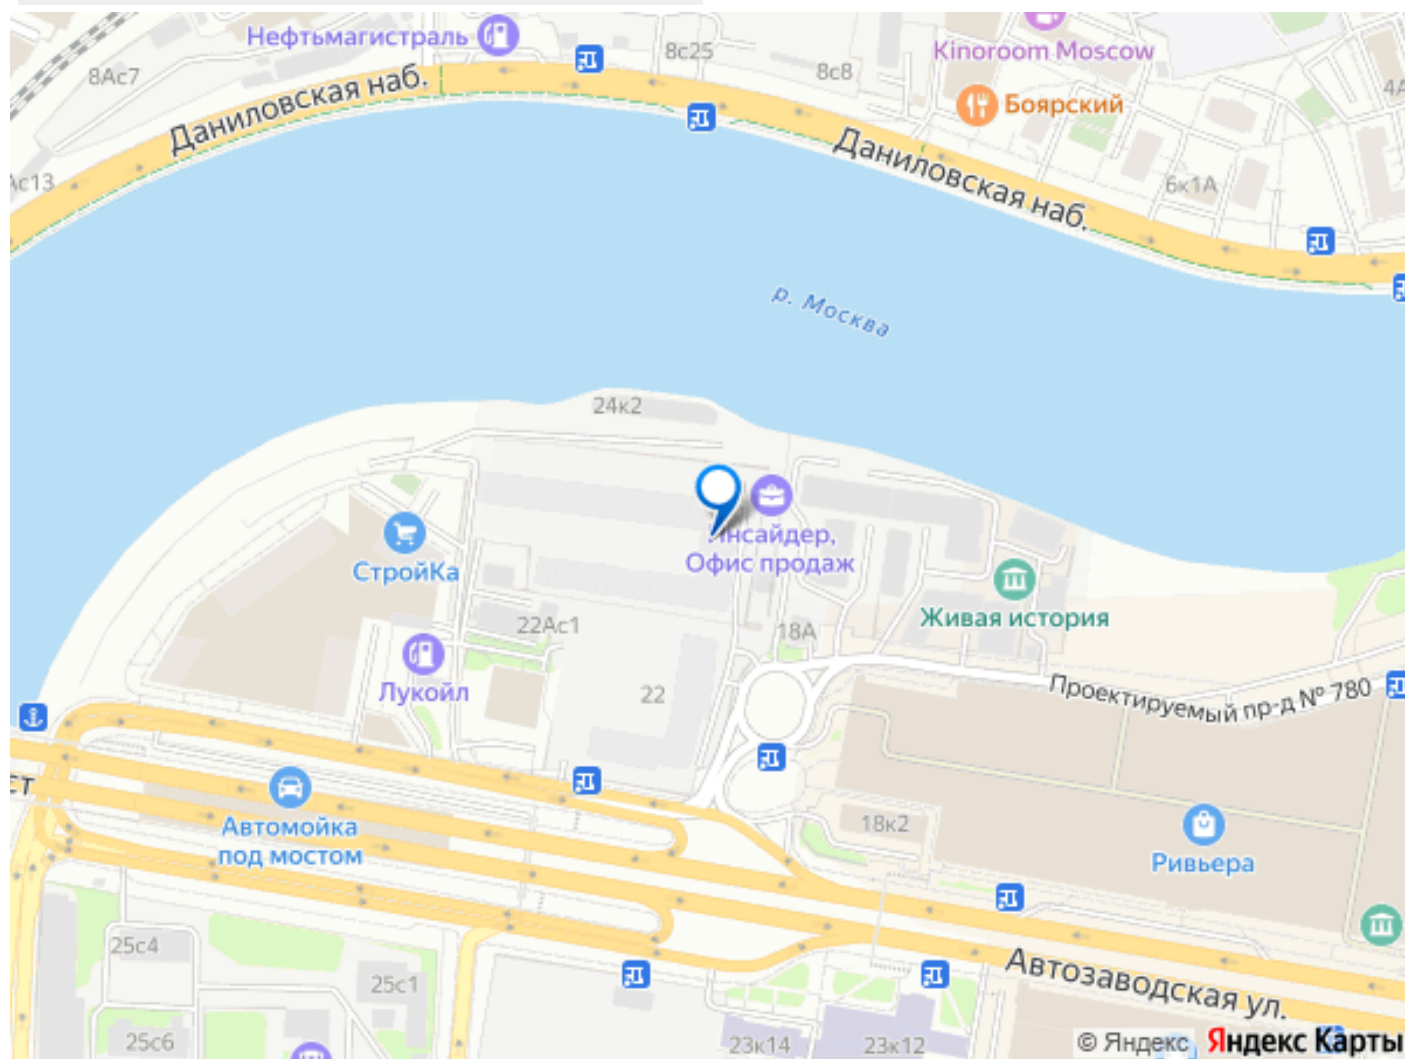 Нефтьмагистраль
8с25
8с8
Kinoroom Moscow
8Ас7
4А
Боярский
Даниловская наб.
Даниловская наб.
Ас13
6к1А
р. Москва
24к2
Инсайдер,
Офис продаж
СтройКа
Живая история
22Ас1
18А
Лукойл
22
Проектируемый пр-д № 780
ст
Автомойка
под мостом
18к2
Ривьера
25с4
25с1
Автозаводская ул.
25с6
23к14
23к12
© Яндекс Яндекс Карты